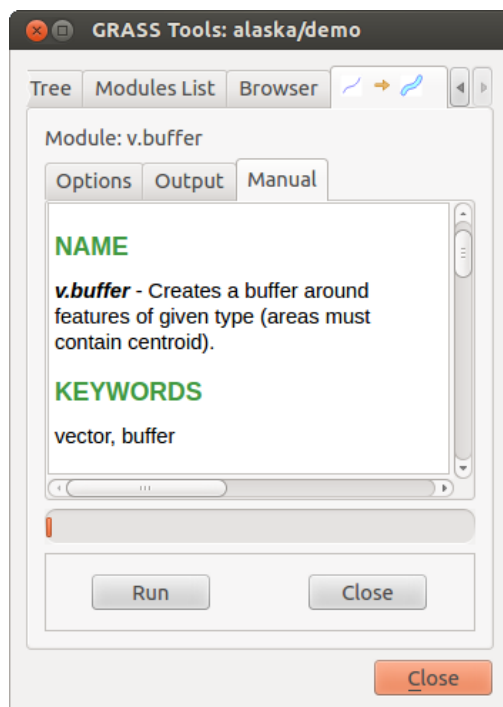 GRASS Tools: alaska/demo
Tree Modules List Browser
Module: v.buffer
Options Output Manual
NAME
v.buffer - Creates a buffer around
features of given type (areas must
contain centroid).
KEYWORDS
vector, buffer
Run Close
Close